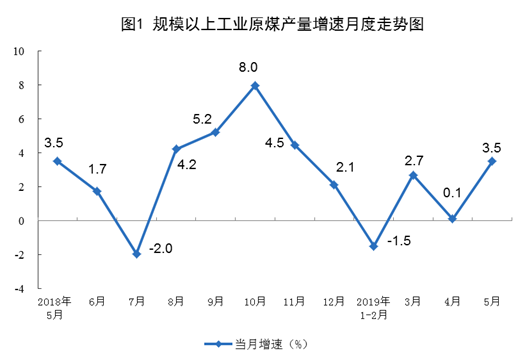 图1 规模以上工业原煤产量增速月度走势图
10
8
6
4
2
0
-2
-4
3.5
1.7
-2.0
4.2
5.2
8.0
4.5
2.1
-1.5
2.7
0.1
3.5
2018年
5月
6月
7月
8月
9月
10月
11月
12月
2019年
1-2月
3月
4月
5月
当月增速（%）